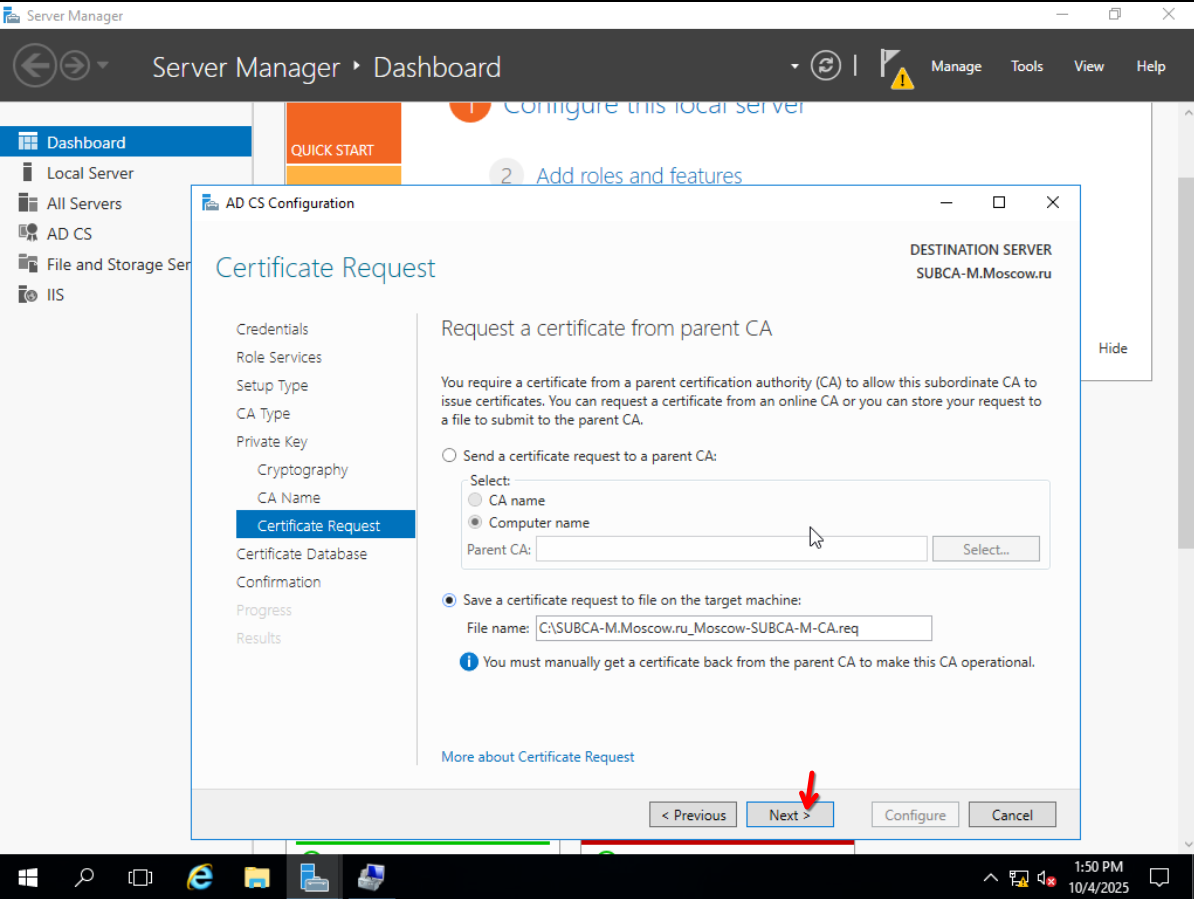 Server Manager
Server Manager
Dashboard
Manage
Tools
View
Help
Dashboard
Local Server
All Servers
AD CS
File and Storage Ser
IIS
QUICK START
1
Configure this local server
2
Add roles and features
Hide
AD CS Configuration
Certificate Request
DESTINATION SERVER
SUBCA-M.Moscow.ru
Credentials
Role Services
Setup Type
CA Type
Private Key
Cryptography
CA Name
Certificate Request
Certificate Database
Confirmation
Progress
Results
Request a certificate from parent CA
You require a certificate from a parent certification authority (CA) to allow this subordinate CA to
issue certificates. You can request a certificate from an online CA or you can store your request to
a file to submit to the parent CA.
Send a certificate request to a parent CA:
Select:
CA name
Computer name
Parent CA:
Select...
Save a certificate request to file on the target machine:
File name: C:\SUBCA-M.Moscow.ru_Moscow-SUBCA-M-CA.req
You must manually get a certificate back from the parent CA to make this CA operational.
More about Certificate Request
< Previous
Next >
Configure
Cancel
1:50 PM
10/4/2025